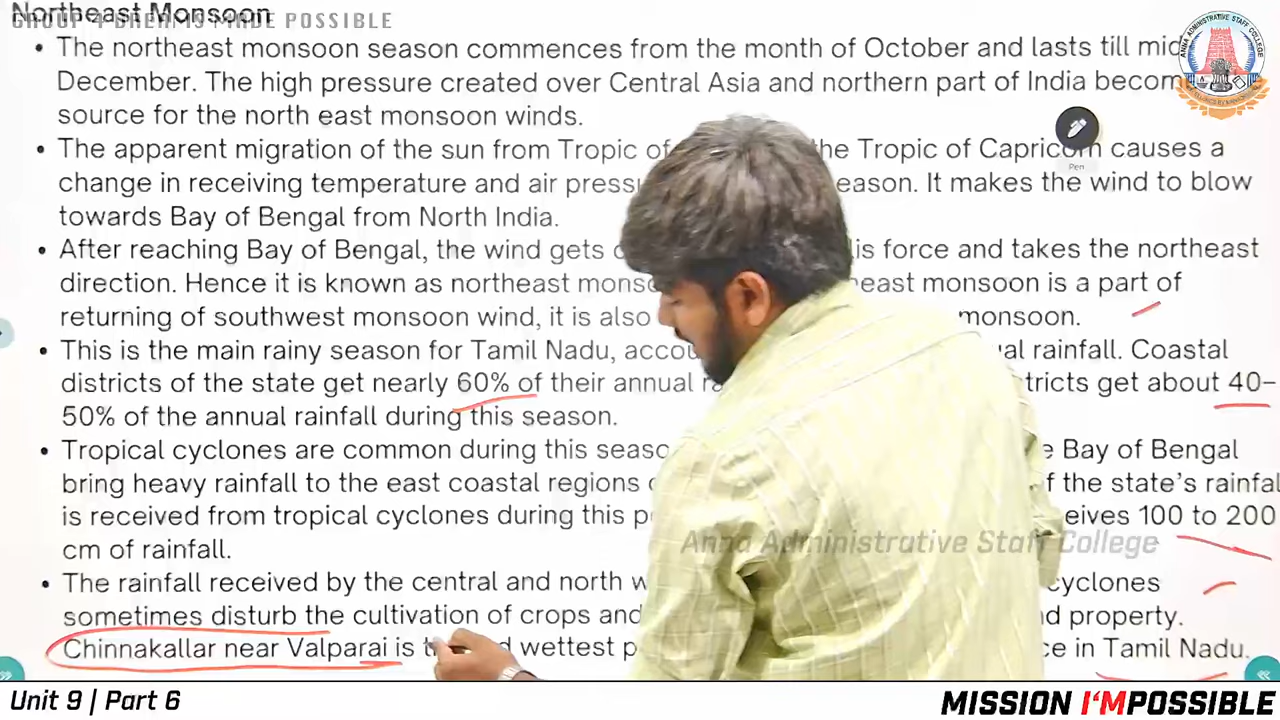 Northeast Monsoon
GROUP 4 DREAMS MADE POSSIBLE
• The northeast monsoon season commences from the month of October and lasts till mid
December. The high pressure created over Central Asia and northern part of India becom
source for the north east monsoon winds.
Pen
• The apparent migration of the sun from Tropic of the Tropic of Capricorn causes a
change in receiving temperature and air eason. It makes the wind to blow
towards Bay of Bengal from North India.
• After reaching Bay of Bengal, the wind gets is force and takes the northeast
direction. Hence it is known as northeast east monsoon is a part of
returning of southwest monsoon wind, it is also monsoon.
• This is the main rainy season for Tamil Nadu, al rainfall. Coastal
districts of the state get nearly 60% of their annual tricts get about 40–
50% of the annual rainfall during this season.
• Tropical cyclones are common during this Bay of Bengal
bring heavy rainfall to the east coastal regions the state's rainfal
is received from tropical cyclones during this eives 100 to 200
cm of rainfall.
Anna Administrative Staff College
• The rainfall received by the central and north cyclones
sometimes disturb the cultivation of crops and property.
Chinnakallar near Valparai is wettest in Tamil Nadu.
Unit 9 | Part 6
MISSION I'MPOSSIBLE
ANNA ADMINISTRATIVE STAFF COLLEGE